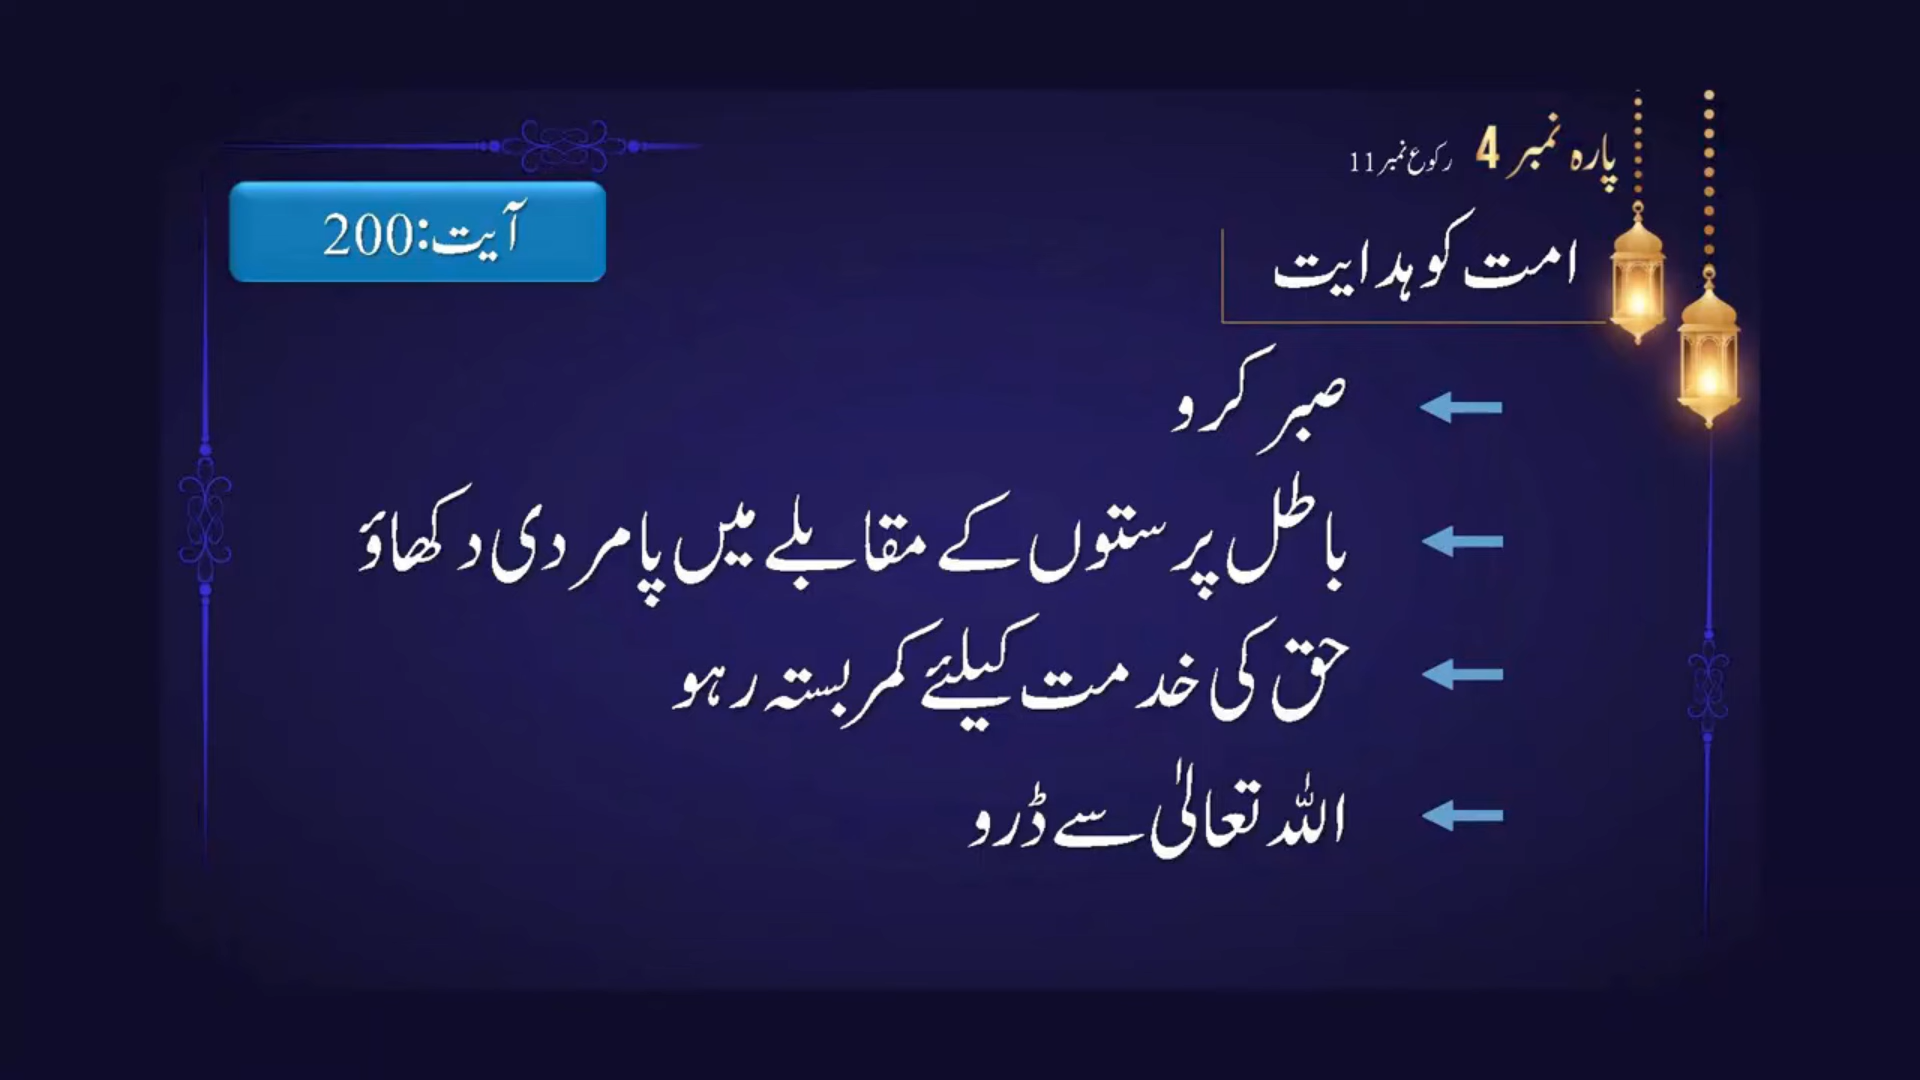 پارہ نمبر 4 رکوع نمبر 11
امت کو ہدایت
آیت:200
صبر کرو
باطل پرستوں کے مقابلے میں پامردی دکھاؤ
حق کی خدمت کیلئے کمر بستہ رہو
اللہ تعالیٰ سے ڈرو